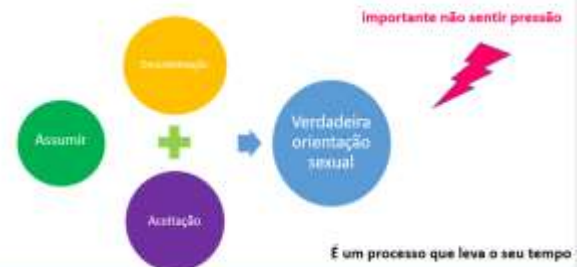 importante não sentir pressão
Assumir
Verdadeira
orientação
sexual
Aceitação
É um processo que leva o seu tempo